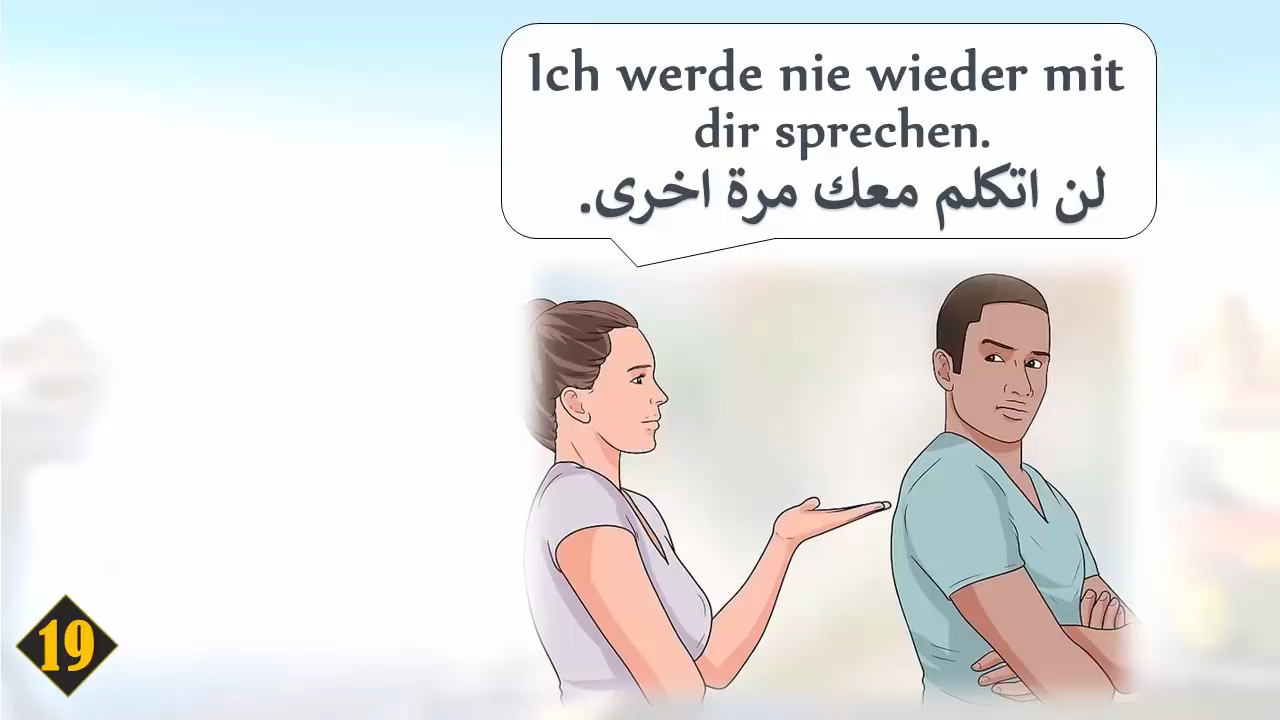 Ich werde nie wieder mit
dir sprechen.
لن اتكلم معك مرة اخرى.
19